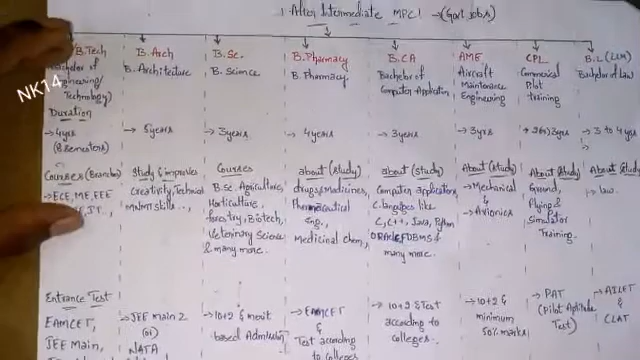 1. After Intermediate MPC! → (Govt jobs)
B.Tech
Bachelor of
Engineering/
Technology)
Duration
→ 4yrs
(8.Semesters)
Courses (Branches)
→ ECE, ME, EEE
IT,
Entrance Test
EAMCET,
JEE Main,
B.Arch
B. Architecture
→ 5years
Study & improves
Creativity, Technical
→ JEE main 2
(or)
NATA
B.Sc.
B. Science
→ 3years
Courses
B.Sc. Agriculture,
Horticulture,
forestry, Biotech,
Veterinary Science
& many more.
→ 10+2 & merit
based Admission
B.Pharmacy
B. Pharmacy.
→ 4years
about (study)
drugs & medicines,
Pharmaceutical
Eng.,
Medicinal chem,
→ EAMCET
&
Test according
to colleges
B.CA
Bachelor of
Computer Application
→ 3years
about (study)
Computer application,
C, C++, Java, Python
many more.
→ 10+2 & Test
according to
colleges.
AME
Aircraft
Maintenance
Engineering
→ 3yrs
About (study)
→ Mechanical
&
→ Avionics
→ 10+2 &
minimum
50% marks
CPL
Commercial
Pilot
training
About Study
Ground,
Flying &
Simulator
Training.
→ PAT
(Pilot Aptitude
Test)
B.L (LLM)
Bachelor of Law
→ 3 to 4yrs
About Study
→ law.
→ AILET
&
CLAT
NK14